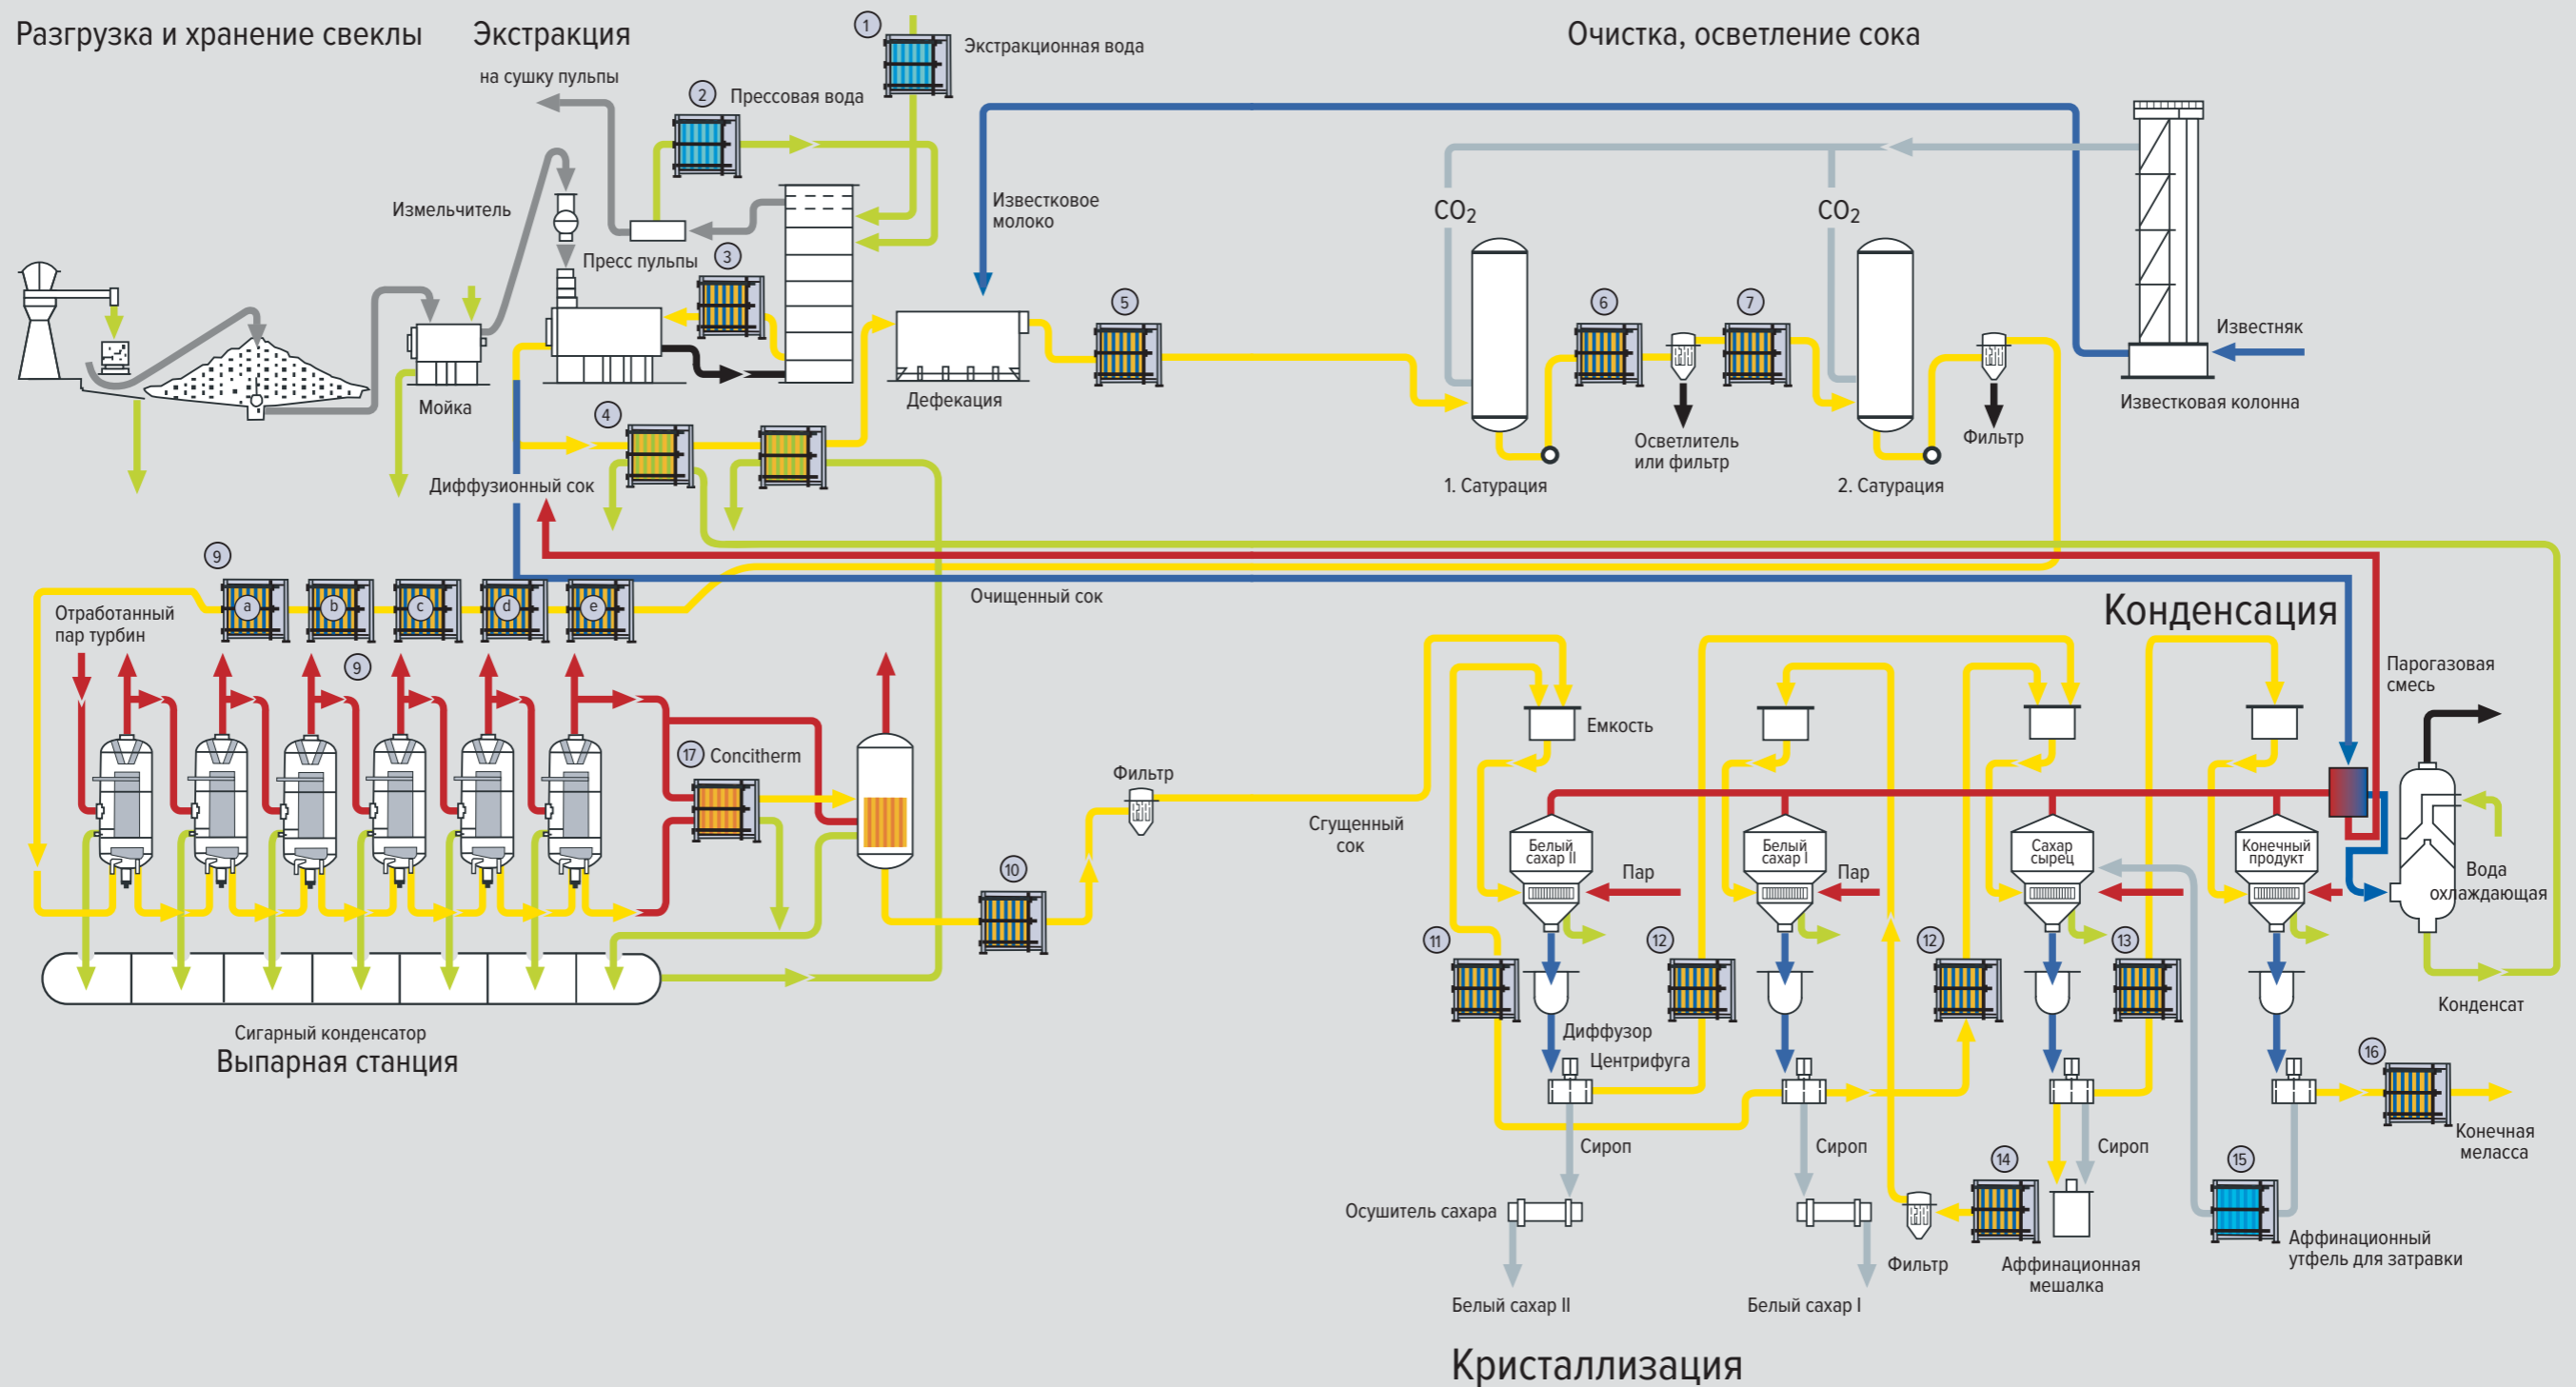 Разгрузка и хранение свеклы
Экстракция
Очистка, осветление сока
1
Экстракционная вода
на сушку пульпы
2
Прессовая вода
Измельчитель
Известковое
молоко
CO2
CO2
Пресс пульпы
3
5
6
7
Известняк
Мойка
4
Дефекация
Осветлитель
или фильтр
Фильтр
Известковая колонна
Диффузионный сок
1. Сатурация
2. Сатурация
9
a
b
c
d
e
Очищенный сок
Конденсация
Отработанный
пар турбин
9
Парогазовая
смесь
Емкость
17
Concitherm
Фильтр
Сгущенный
сок
Белый
сахар II
Белый
сахар I
Сахар
сырец
Конечный
продукт
10
Пар
Пар
Вода
охлаждающая
11
12
12
13
Конденсат
Сигарный конденсатор
Выпарная станция
Диффузор
Центрифуга
16
Сироп
Сироп
Сироп
Конечная
меласса
14
15
Осушитель сахара
Фильтр
Аффинационная
мешалка
Аффинационный
утфель для затравки
Белый сахар II
Белый сахар I
Кристаллизация